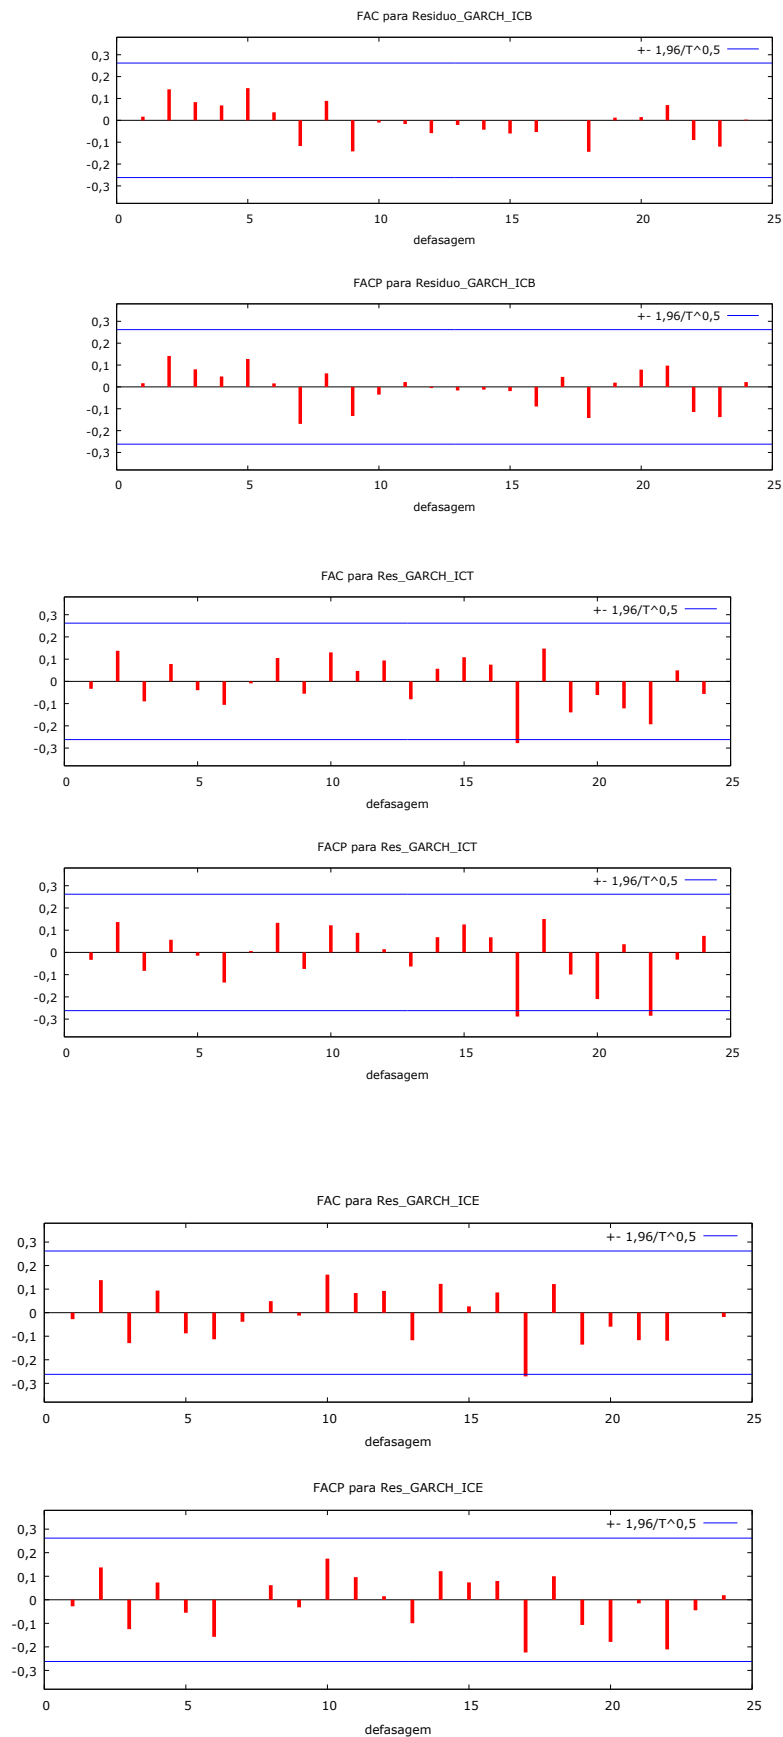 FAC para Residuo_GARCH_ICB
+- 1,96/T^0,5
0,3
0,2
0,1
0
-0,1
-0,2
-0,3
0 5 10 15 20 25
defasagem
FACP para Residuo_GARCH_ICB
+- 1,96/T^0,5
0,3
0,2
0,1
0
-0,1
-0,2
-0,3
0 5 10 15 20 25
defasagem
FAC para Res_GARCH_ICT
+- 1,96/T^0,5
0,3
0,2
0,1
0
-0,1
-0,2
-0,3
0 5 10 15 20 25
defasagem
FACP para Res_GARCH_ICT
+- 1,96/T^0,5
0,3
0,2
0,1
0
-0,1
-0,2
-0,3
0 5 10 15 20 25
defasagem
FAC para Res_GARCH_ICE
+- 1,96/T^0,5
0,3
0,2
0,1
0
-0,1
-0,2
-0,3
0 5 10 15 20 25
defasagem
FACP para Res_GARCH_ICE
+- 1,96/T^0,5
0,3
0,2
0,1
0
-0,1
-0,2
-0,3
0 5 10 15 20 25
defasagem